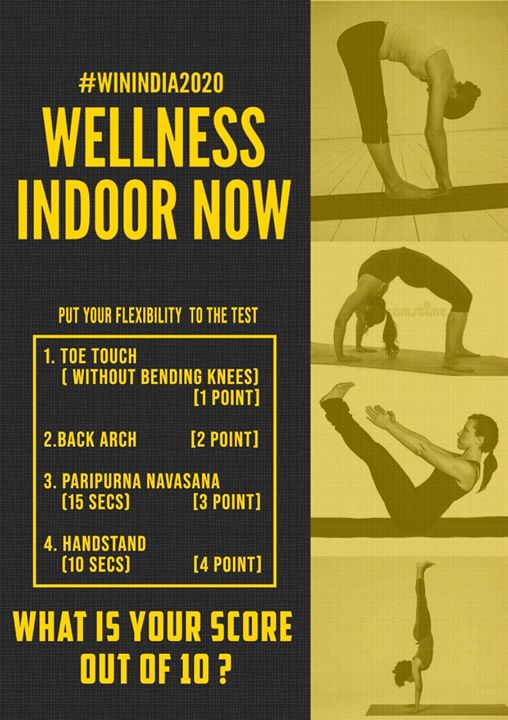 #WININDIA2020
WELLNESS
INDOOR NOW
PUT YOUR FLEXIBILITY TO THE TEST
1. TOE TOUCH
( WITHOUT BENDING KNEES)
[1 POINT]
2.BACK ARCH [2 POINT]
3. PARIPURNA NAVASANA
(15 SECS) [3 POINT]
4. HANDSTAND
(10 SECS) [4 POINT]
WHAT IS YOUR SCORE
OUT OF 10 ?